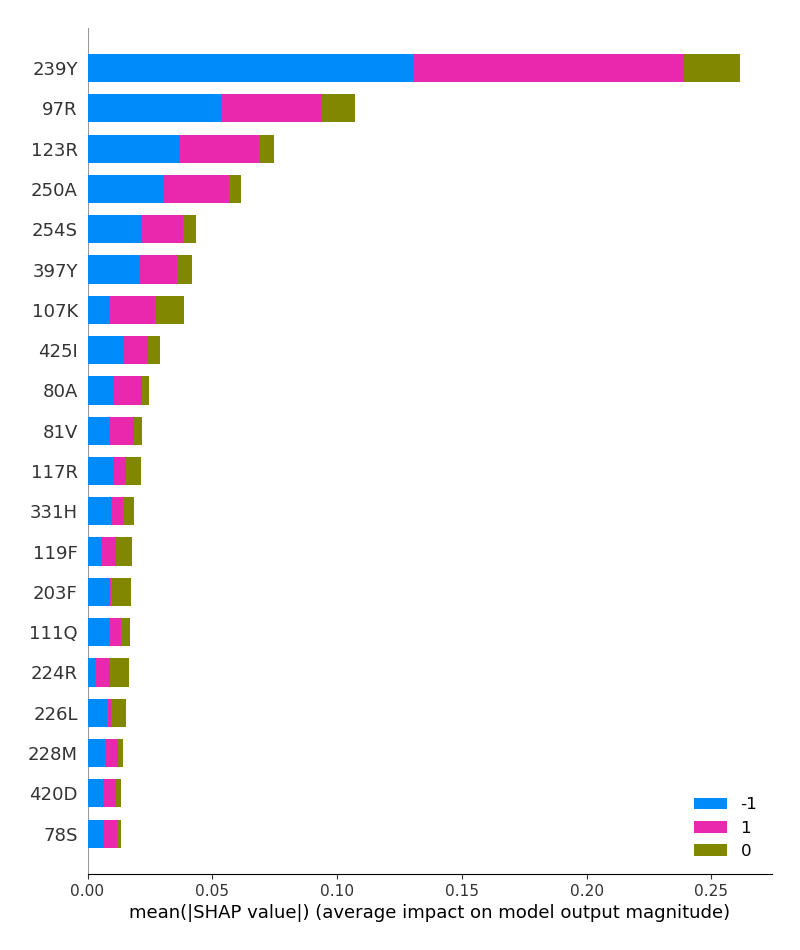 239Y
97R
123R
250A
254S
397Y
107K
425I
80A
81V
117R
331H
119F
203F
111Q
224R
226L
228M
420D
78S
-1
1
0
0.00 0.05 0.10 0.15 0.20 0.25
mean(|SHAP value|) (average impact on model output magnitude)